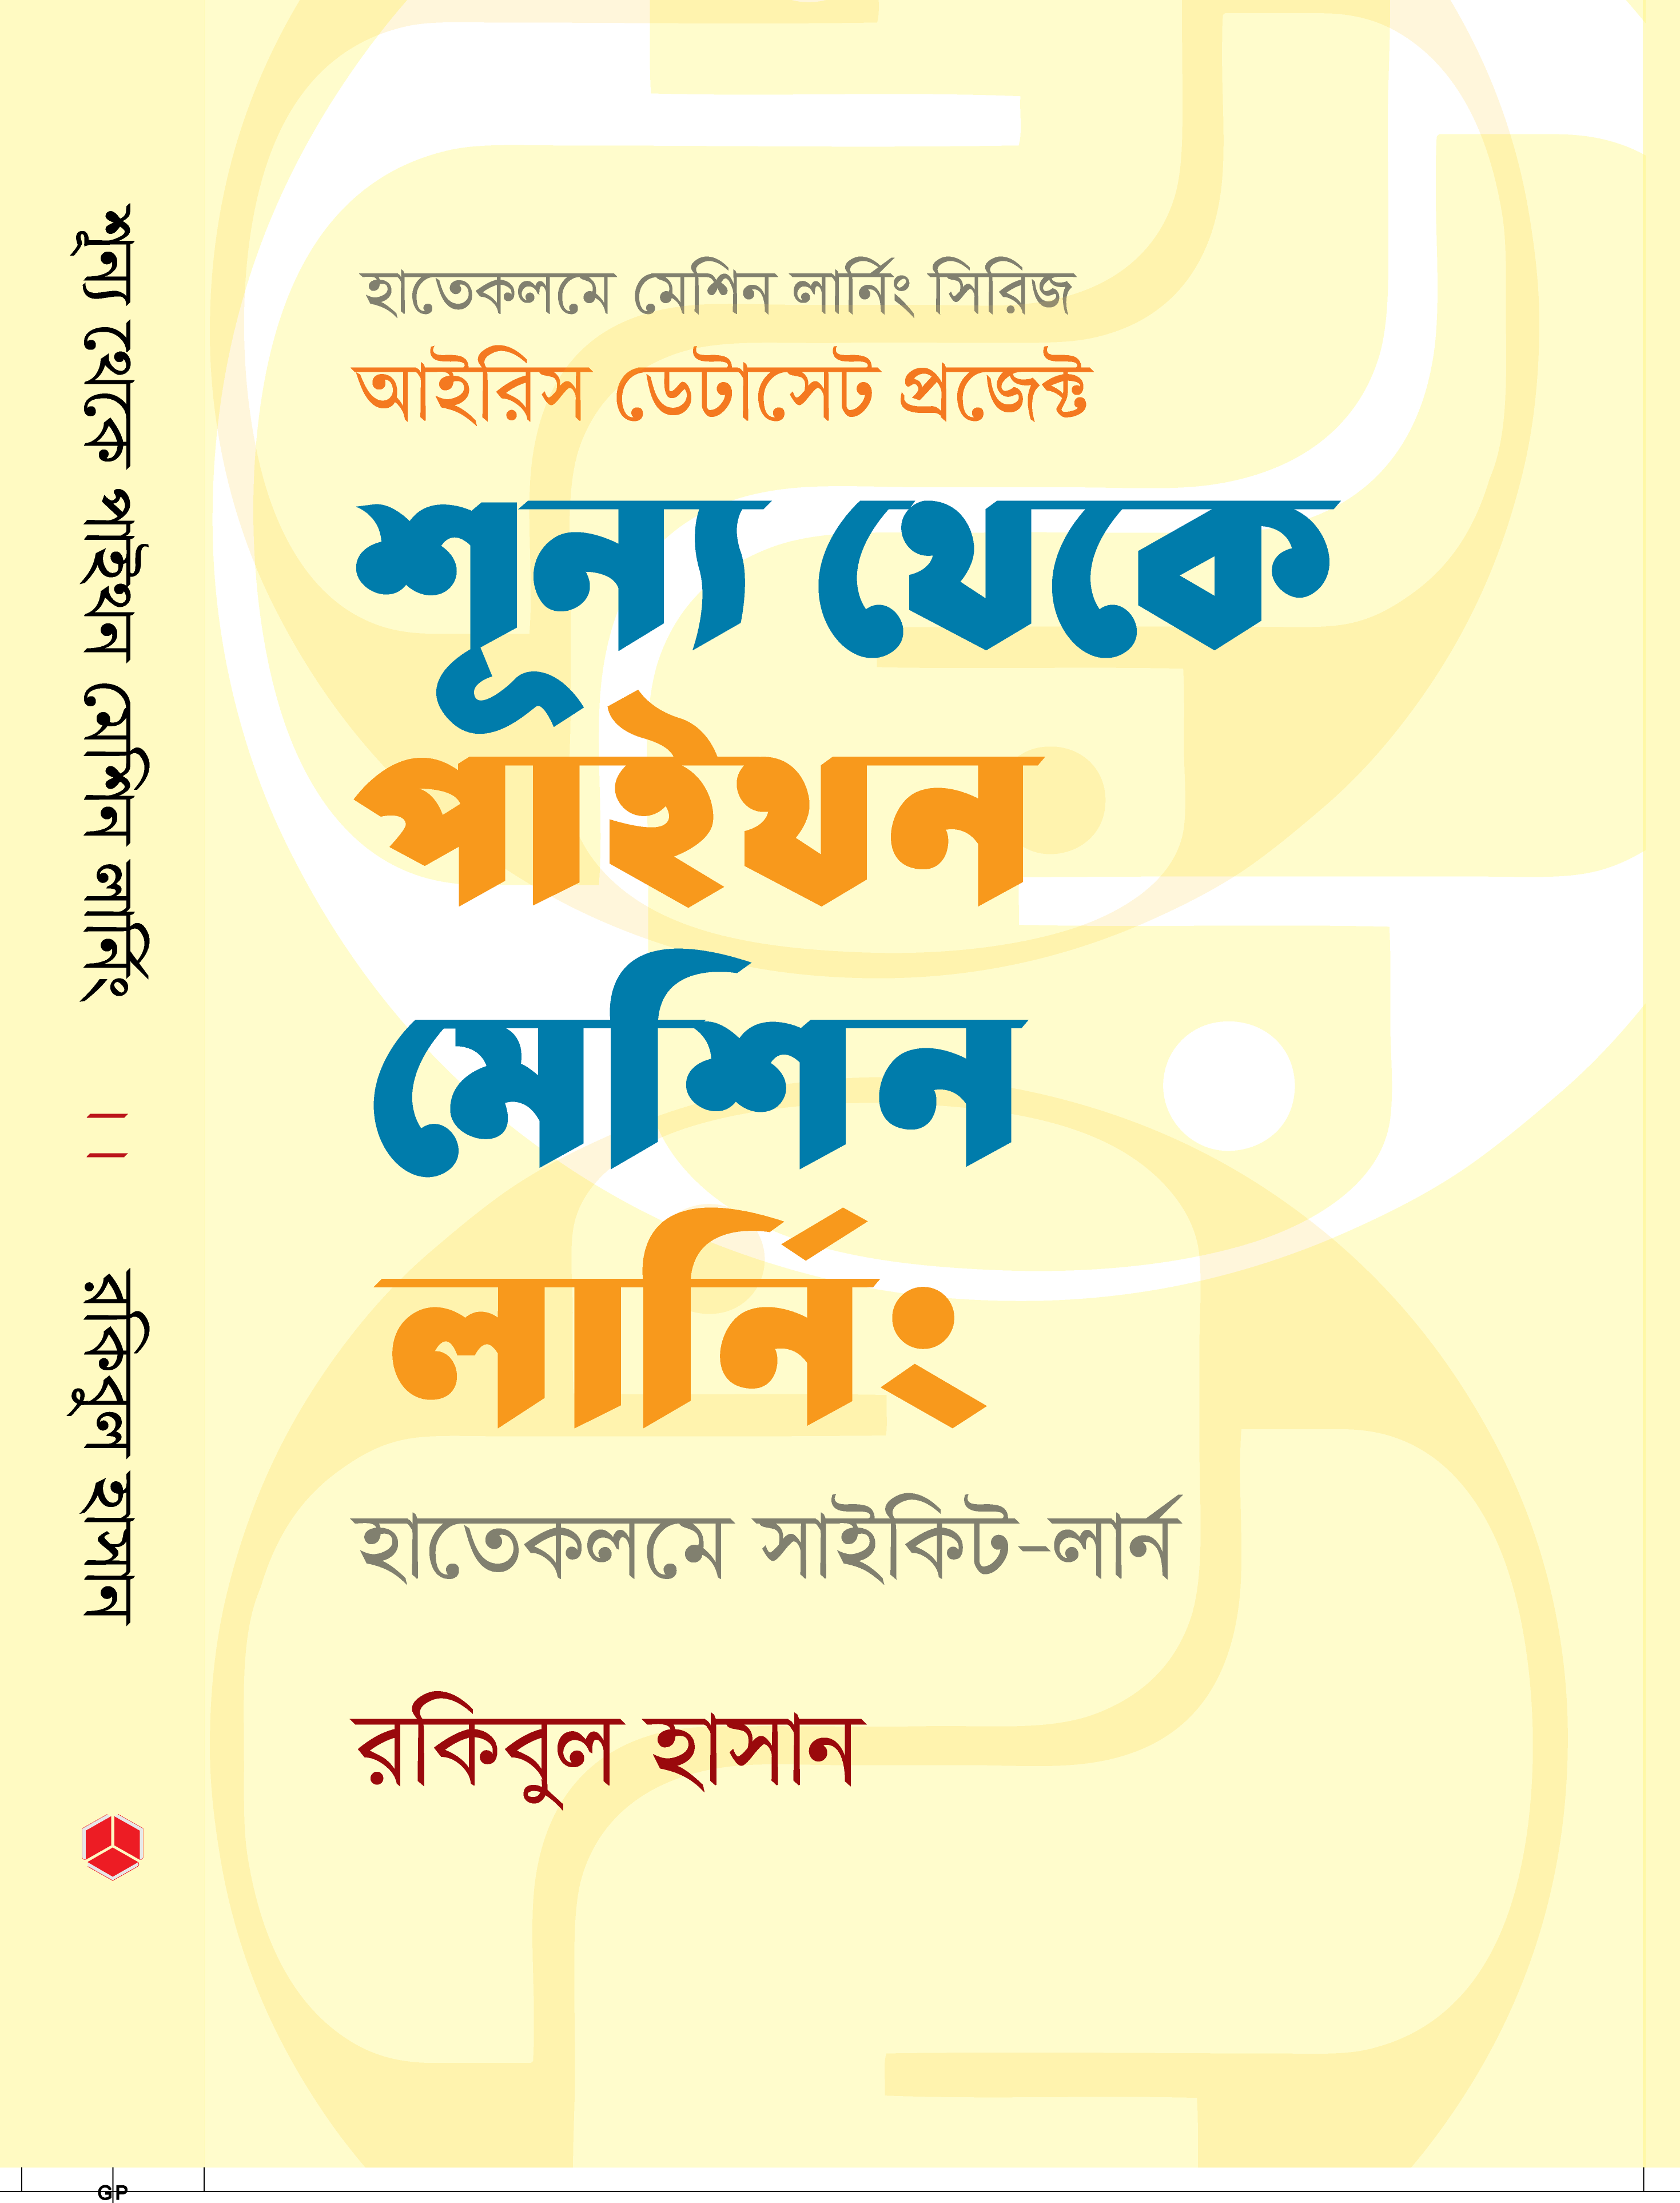 হাতেকলমে মেশিন লার্নিং সিরিজ
আইরিস ডেটাসেট প্রজেক্ট
শূন্য থেকে
পাইথন
মেশিন
লার্নিং
হাতেকলমে সাইকিট-লার্ন
রকিবুল হাসান
শূন্য থেকে পাইথন মেশিন লার্নিং
রকিবুল হাসান
GP